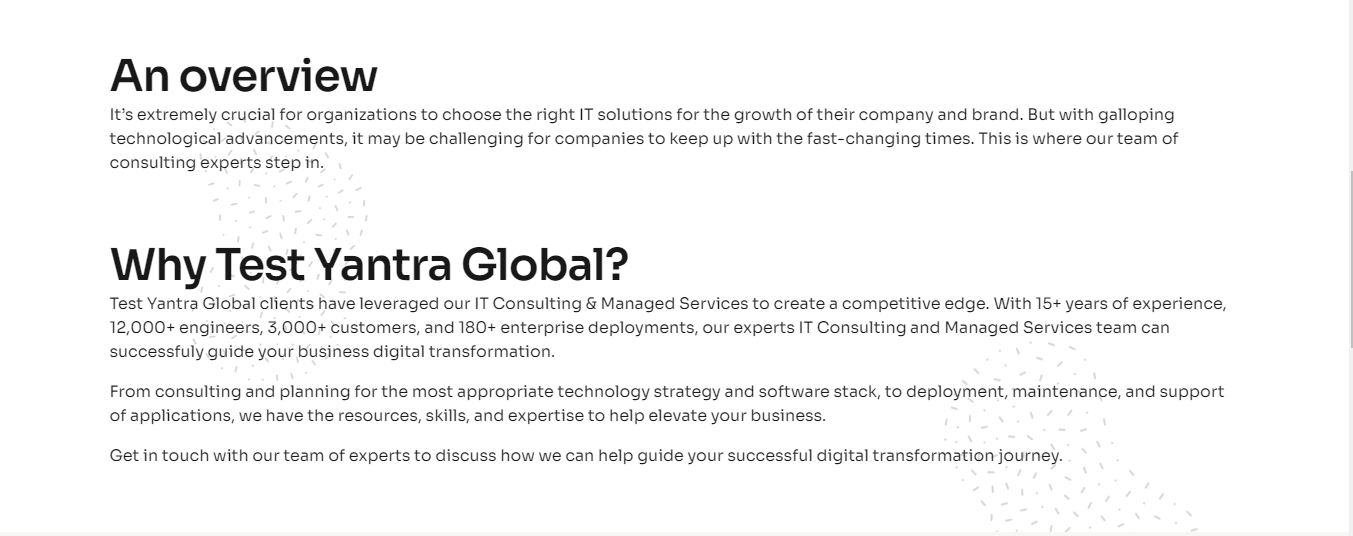 An overview
It's extremely crucial for organizations to choose the right IT solutions for the growth of their company and brand. But with galloping
technological advancements, it may be challenging for companies to keep up with the fast-changing times. This is where our team of
consulting experts step in.
Why Test Yantra Global?
Test Yantra Global clients have leveraged our IT Consulting & Managed Services to create a competitive edge. With 15+ years of experience,
12,000+ engineers, 3,000+ customers, and 180+ enterprise deployments, our experts IT Consulting and Managed Services team can
successfuly guide your business digital transformation.
From consulting and planning for the most appropriate technology strategy and software stack, to deployment, maintenance, and support
of applications, we have the resources, skills, and expertise to help elevate your business.
Get in touch with our team of experts to discuss how we can help guide your successful digital transformation journey.